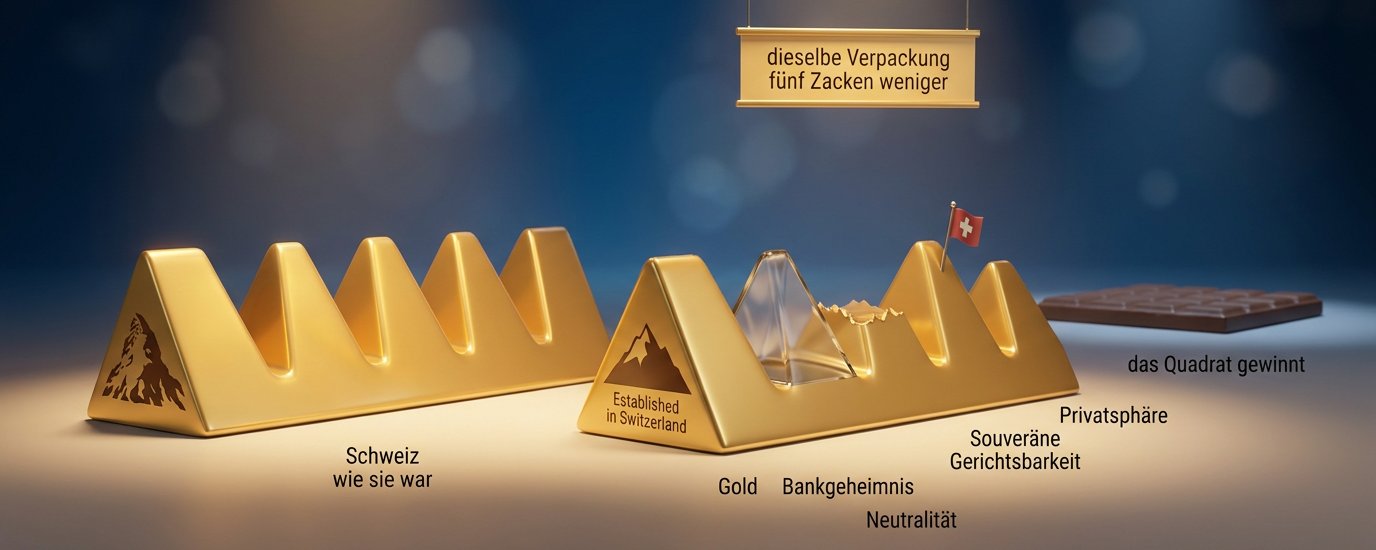 dieselbe Verpackung
fünf Zacken weniger
Established
in Switzerland
das Quadrat gewinnt
Privatsphäre
Souveräne
Gerichtsbarkeit
Schweiz
wie sie war
Gold
Bankgeheimnis
Neutralität